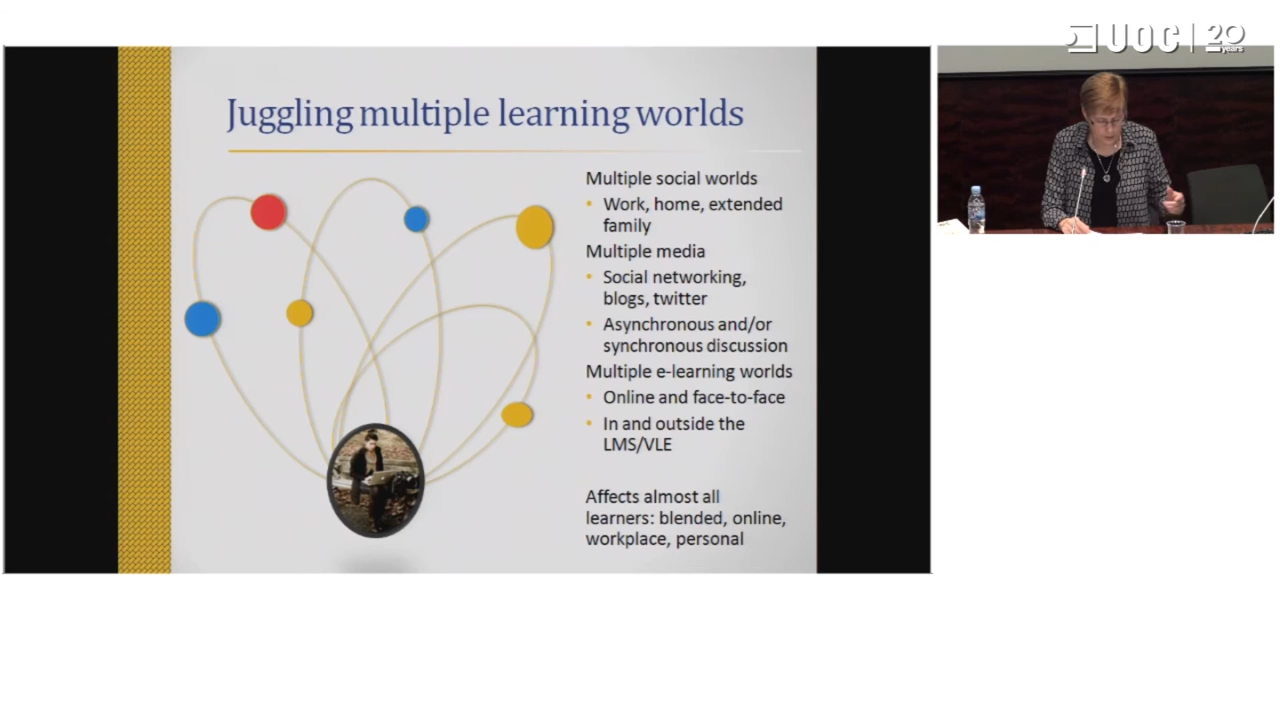 UOC 20 years
Juggling multiple learning worlds
Multiple social worlds
• Work, home, extended
family
Multiple media
• Social networking,
blogs, twitter
• Asynchronous and/or
synchronous discussion
Multiple e-learning worlds
• Online and face-to-face
• In and outside the
LMS/VLE
Affects almost all
learners: blended, online,
workplace, personal